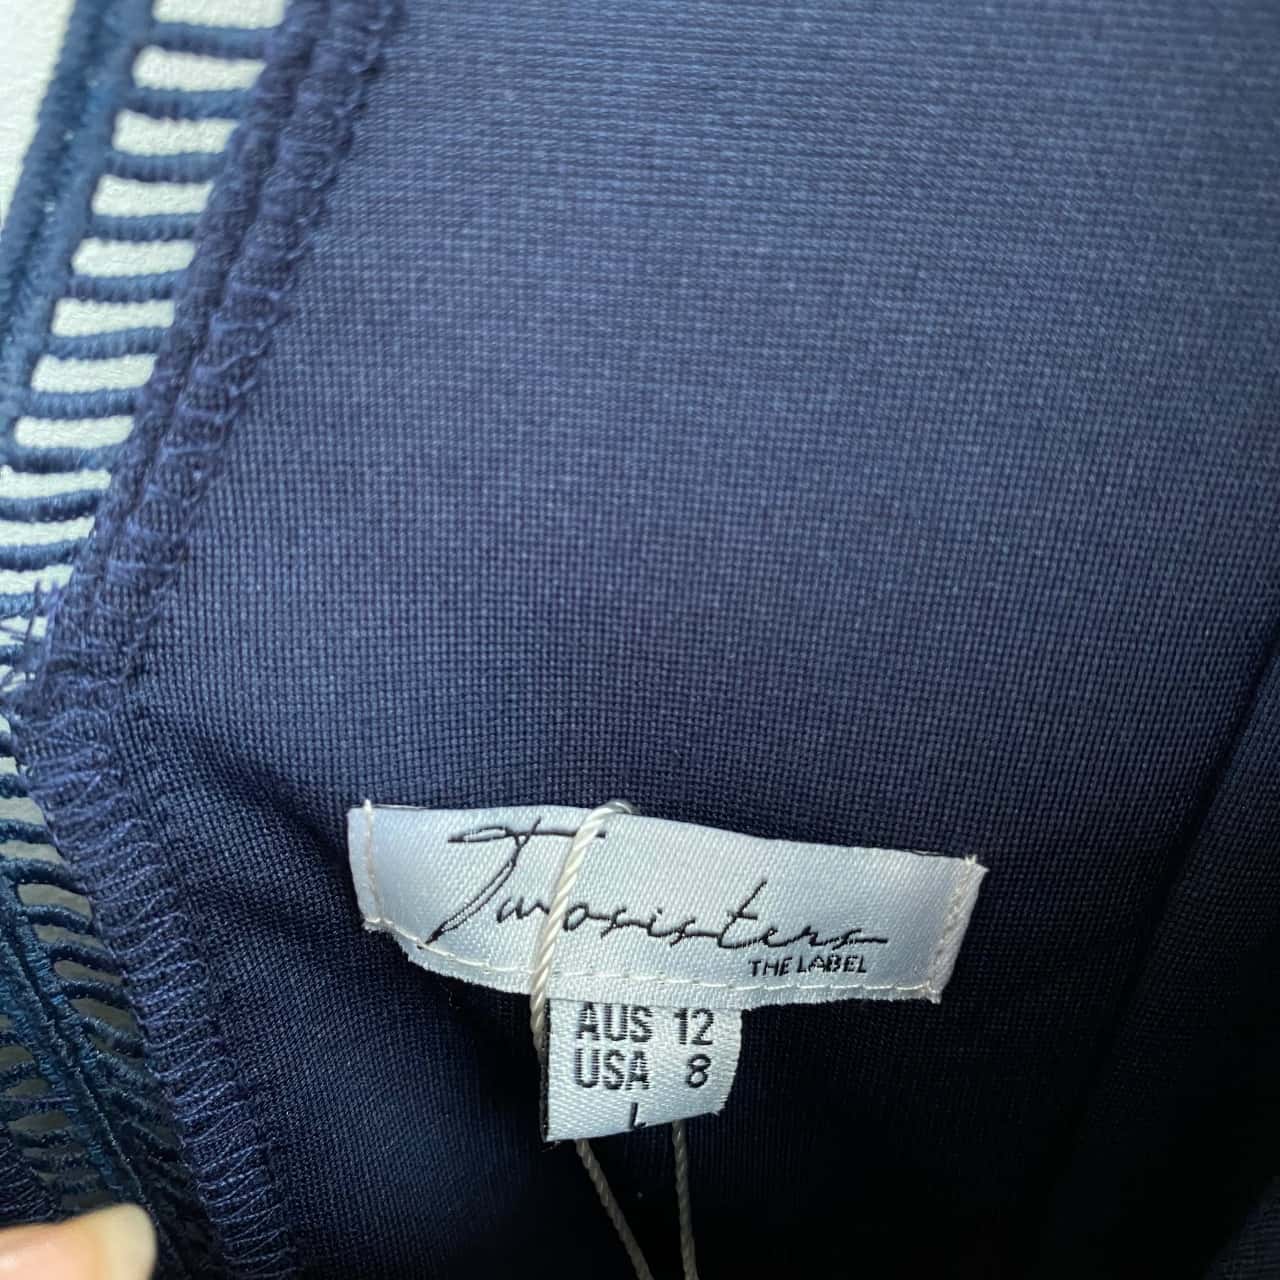 Twosisters
THE LABEL
AUS 12
USA 8
L